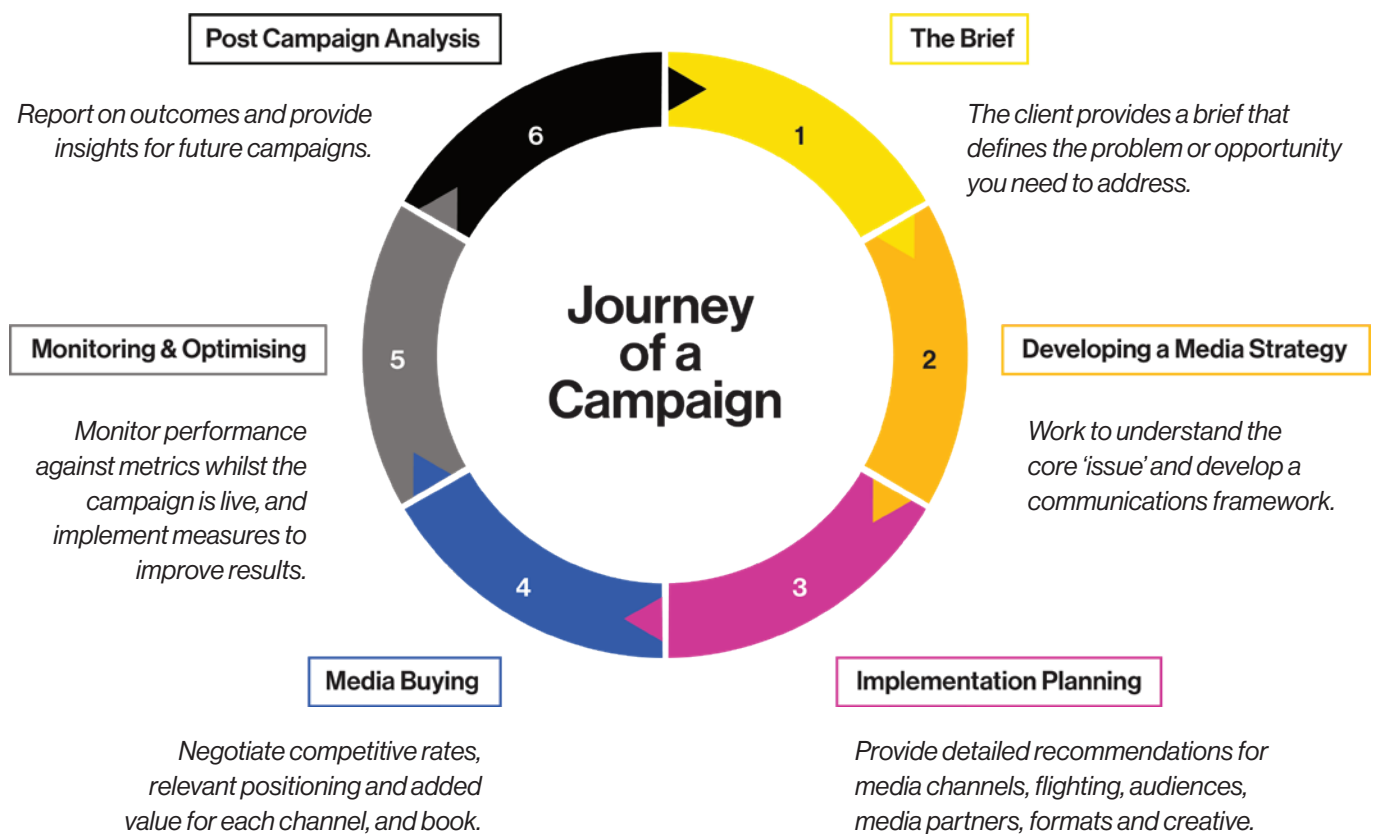 Journey
of a
Campaign
1
The Brief
The client provides a brief that
defines the problem or opportunity
you need to address.
2
Developing a Media Strategy
Work to understand the
core ‘issue’ and develop a
communications framework.
3
Implementation Planning
Provide detailed recommendations for
media channels, flighting, audiences,
media partners, formats and creative.
4
Media Buying
Negotiate competitive rates,
relevant positioning and added
value for each channel, and book.
5
Monitoring & Optimising
Monitor performance
against metrics whilst the
campaign is live, and
implement measures to
improve results.
6
Post Campaign Analysis
Report on outcomes and provide
insights for future campaigns.